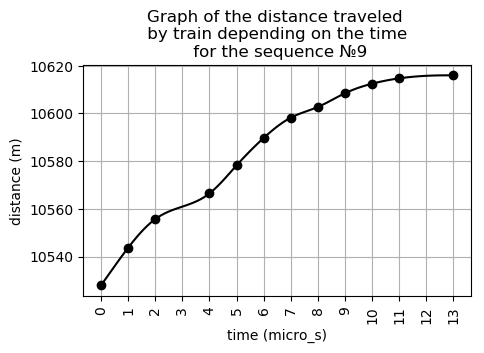 Graph of the distance traveled
by train depending on the time
for the sequence №9
10620
10600
10580
10560
10540
distance (m)
0 1 2 3 4 5 6 7 8 9 10 11 12 13
time (micro_s)